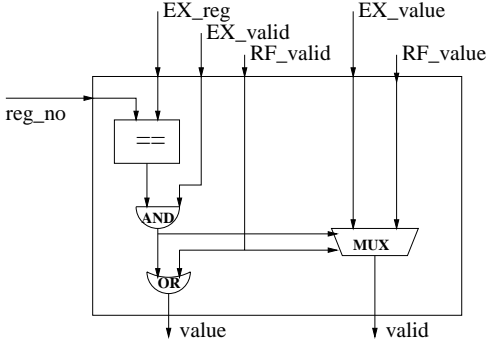 EX_reg
EX_value
EX_valid
RF_valid
RF_value
reg_no
==
AND
MUX
OR
value
valid